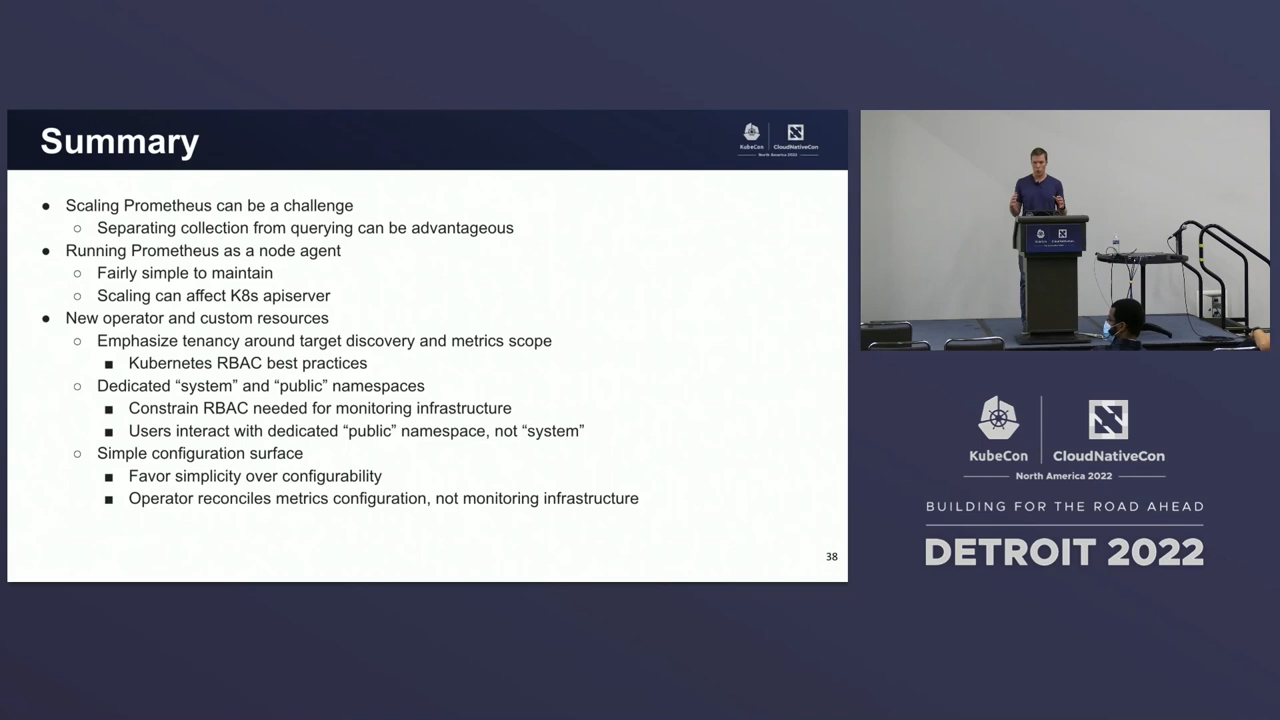 Summary
KubeCon CloudNativeCon
North America 2022
● Scaling Prometheus can be a challenge
○ Separating collection from querying can be advantageous
● Running Prometheus as a node agent
○ Fairly simple to maintain
○ Scaling can affect K8s apiserver
● New operator and custom resources
○ Emphasize tenancy around target discovery and metrics scope
■ Kubernetes RBAC best practices
○ Dedicated “system” and “public” namespaces
■ Constrain RBAC needed for monitoring infrastructure
■ Users interact with dedicated “public” namespace, not “system”
○ Simple configuration surface
■ Favor simplicity over configurability
■ Operator reconciles metrics configuration, not monitoring infrastructure
38
KubeCon CloudNativeCon
North America 2022
BUILDING FOR THE ROAD AHEAD
DETROIT 2022